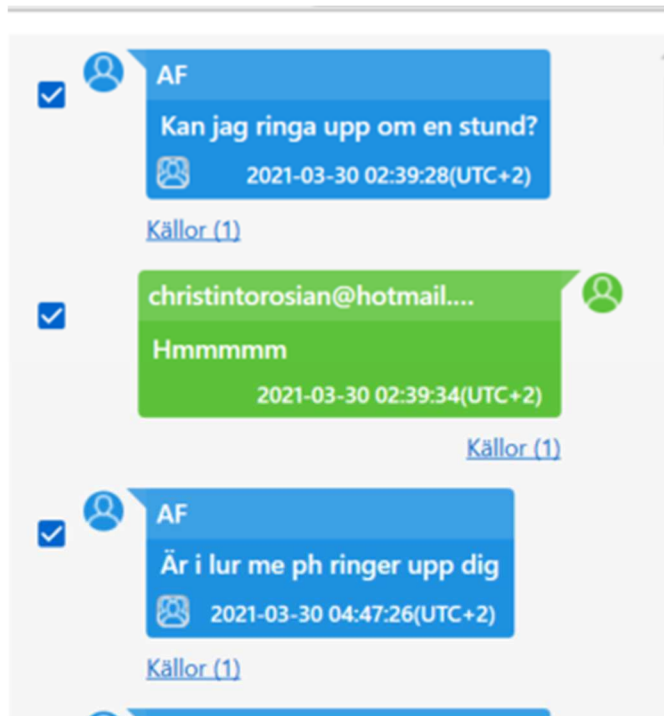 AF
Kan jag ringa upp om en stund?
2021-03-30 02:39:28(UTC+2)
Källor (1)
christintorosian@hotmail....
Hmmmmm
2021-03-30 02:39:34(UTC+2)
Källor (1)
AF
Är i lur me ph ringer upp dig
2021-03-30 04:47:26(UTC+2)
Källor (1)